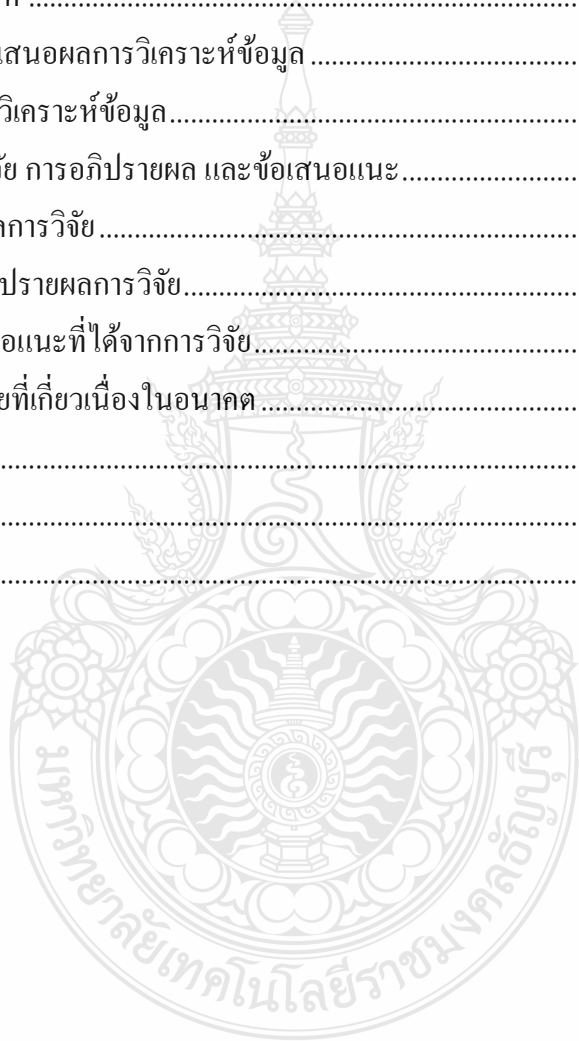 เสนอผลการวิเคราะห์ข้อมูล ................................
วิเคราะห์ข้อมูล................................
การอภิปรายผล และข้อเสนอแนะ................................
การวิจัย ................................
ปรายผลการวิจัย................................
อแนะที่ได้จากการวิจัย................................
ยที่เกี่ยวเนื่องในอนาคต ................................
มหาวิทยาลัยเทคโนโลยีราชมงคลธัญบุรี